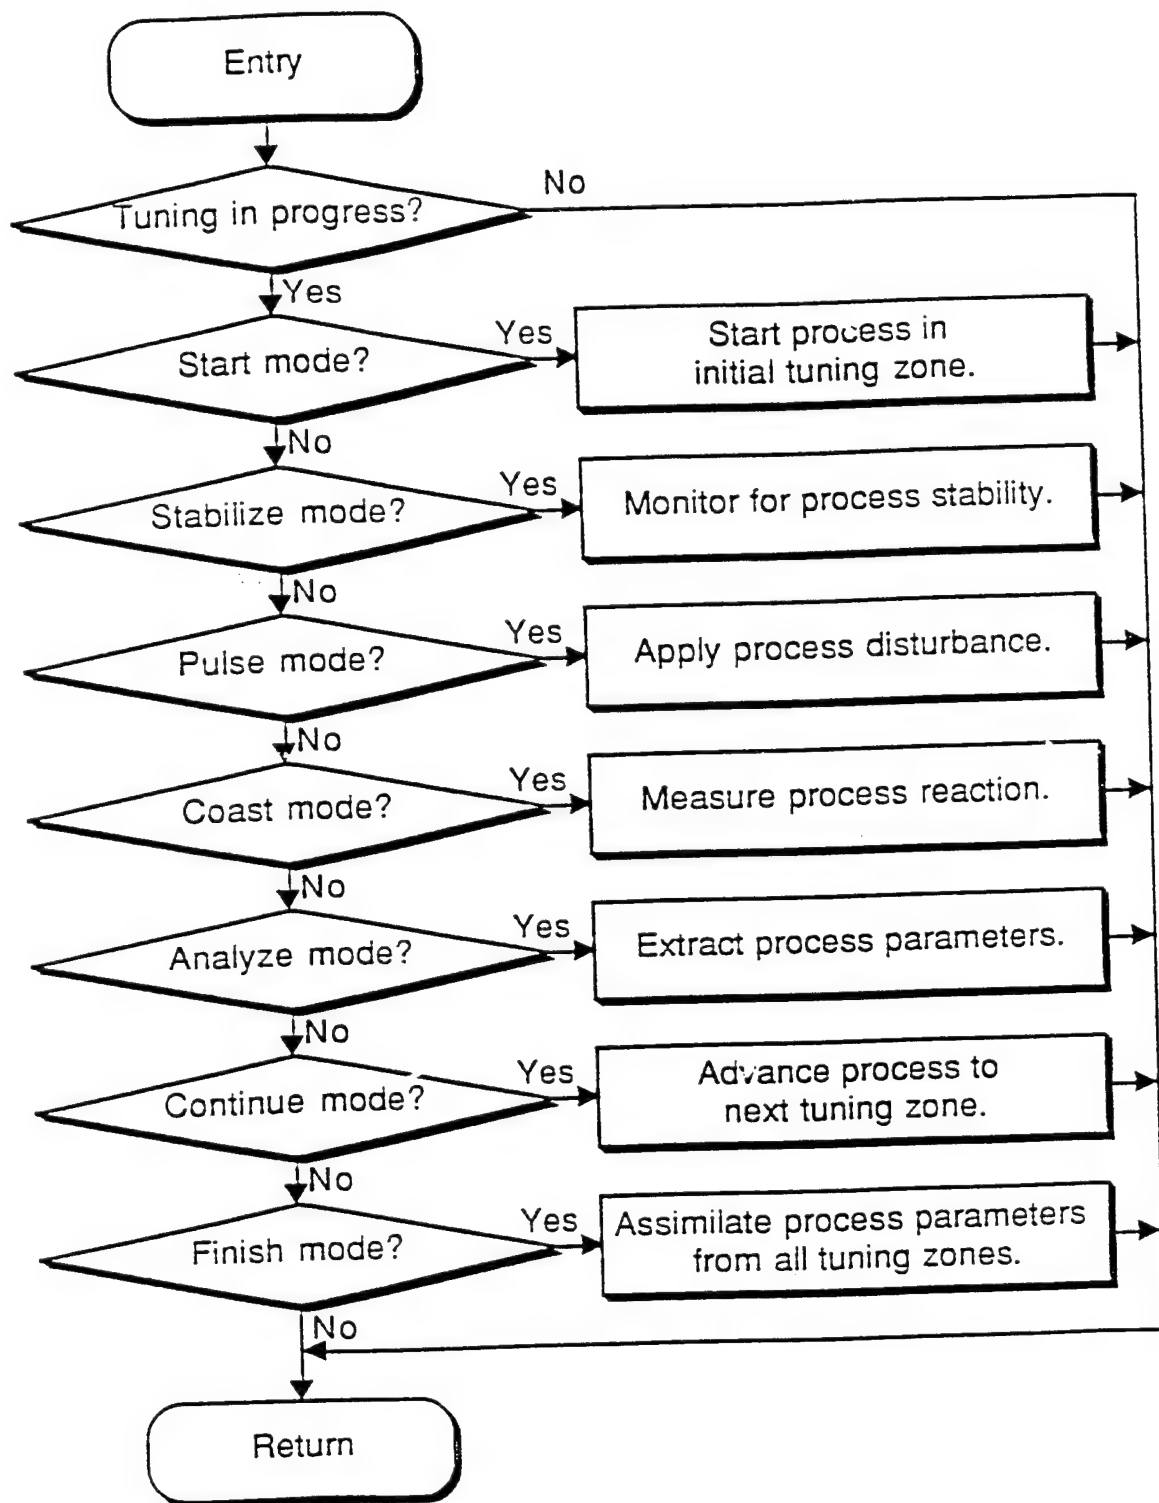 Entry
Tuning in progress?
No
Yes
Start mode?
Yes
Start process in
initial tuning zone.
No
Stabilize mode?
Yes
Monitor for process stability.
No
Pulse mode?
Yes
Apply process disturbance.
No
Coast mode?
Yes
Measure process reaction.
No
Analyze mode?
Yes
Extract process parameters.
No
Continue mode?
Yes
Advance process to
next tuning zone.
No
Finish mode?
Yes
Assimilate process parameters
from all tuning zones.
No
Return